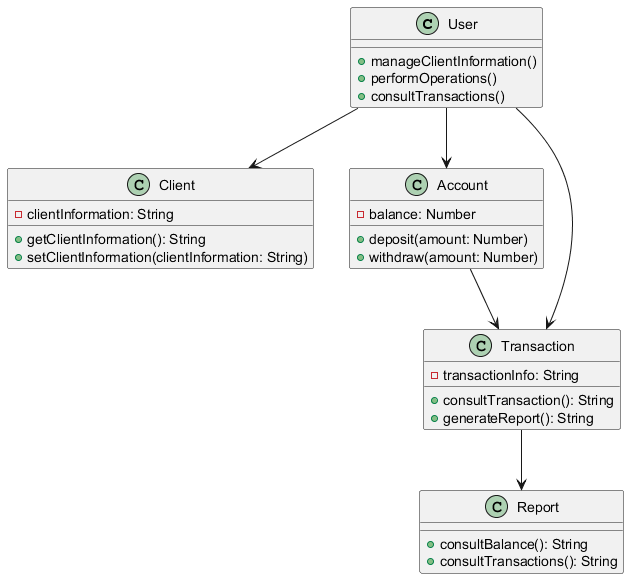 C User
manageClientInformation()
performOperations()
consultTransactions()
C Client
clientInformation: String
getClientInformation(): String
setClientInformation(clientInformation: String)
C Account
balance: Number
deposit(amount: Number)
withdraw(amount: Number)
C Transaction
transactionInfo: String
consultTransaction(): String
generateReport(): String
C Report
consultBalance(): String
consultTransactions(): String